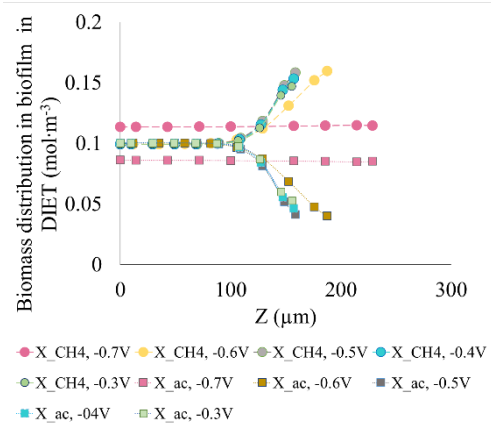 Biomass distribution in biofilm in
DIET (mol·m-3)
0.2
0.15
0.1
0.05
0
0 100 200 300
Z (µm)
X_CH4, -0.7V X_CH4, -0.6V X_CH4, -0.5V X_CH4, -0.4V
X_CH4, -0.3V X_ac, -0.7V X_ac, -0.6V X_ac, -0.5V
X_ac, -04V X_ac, -0.3V